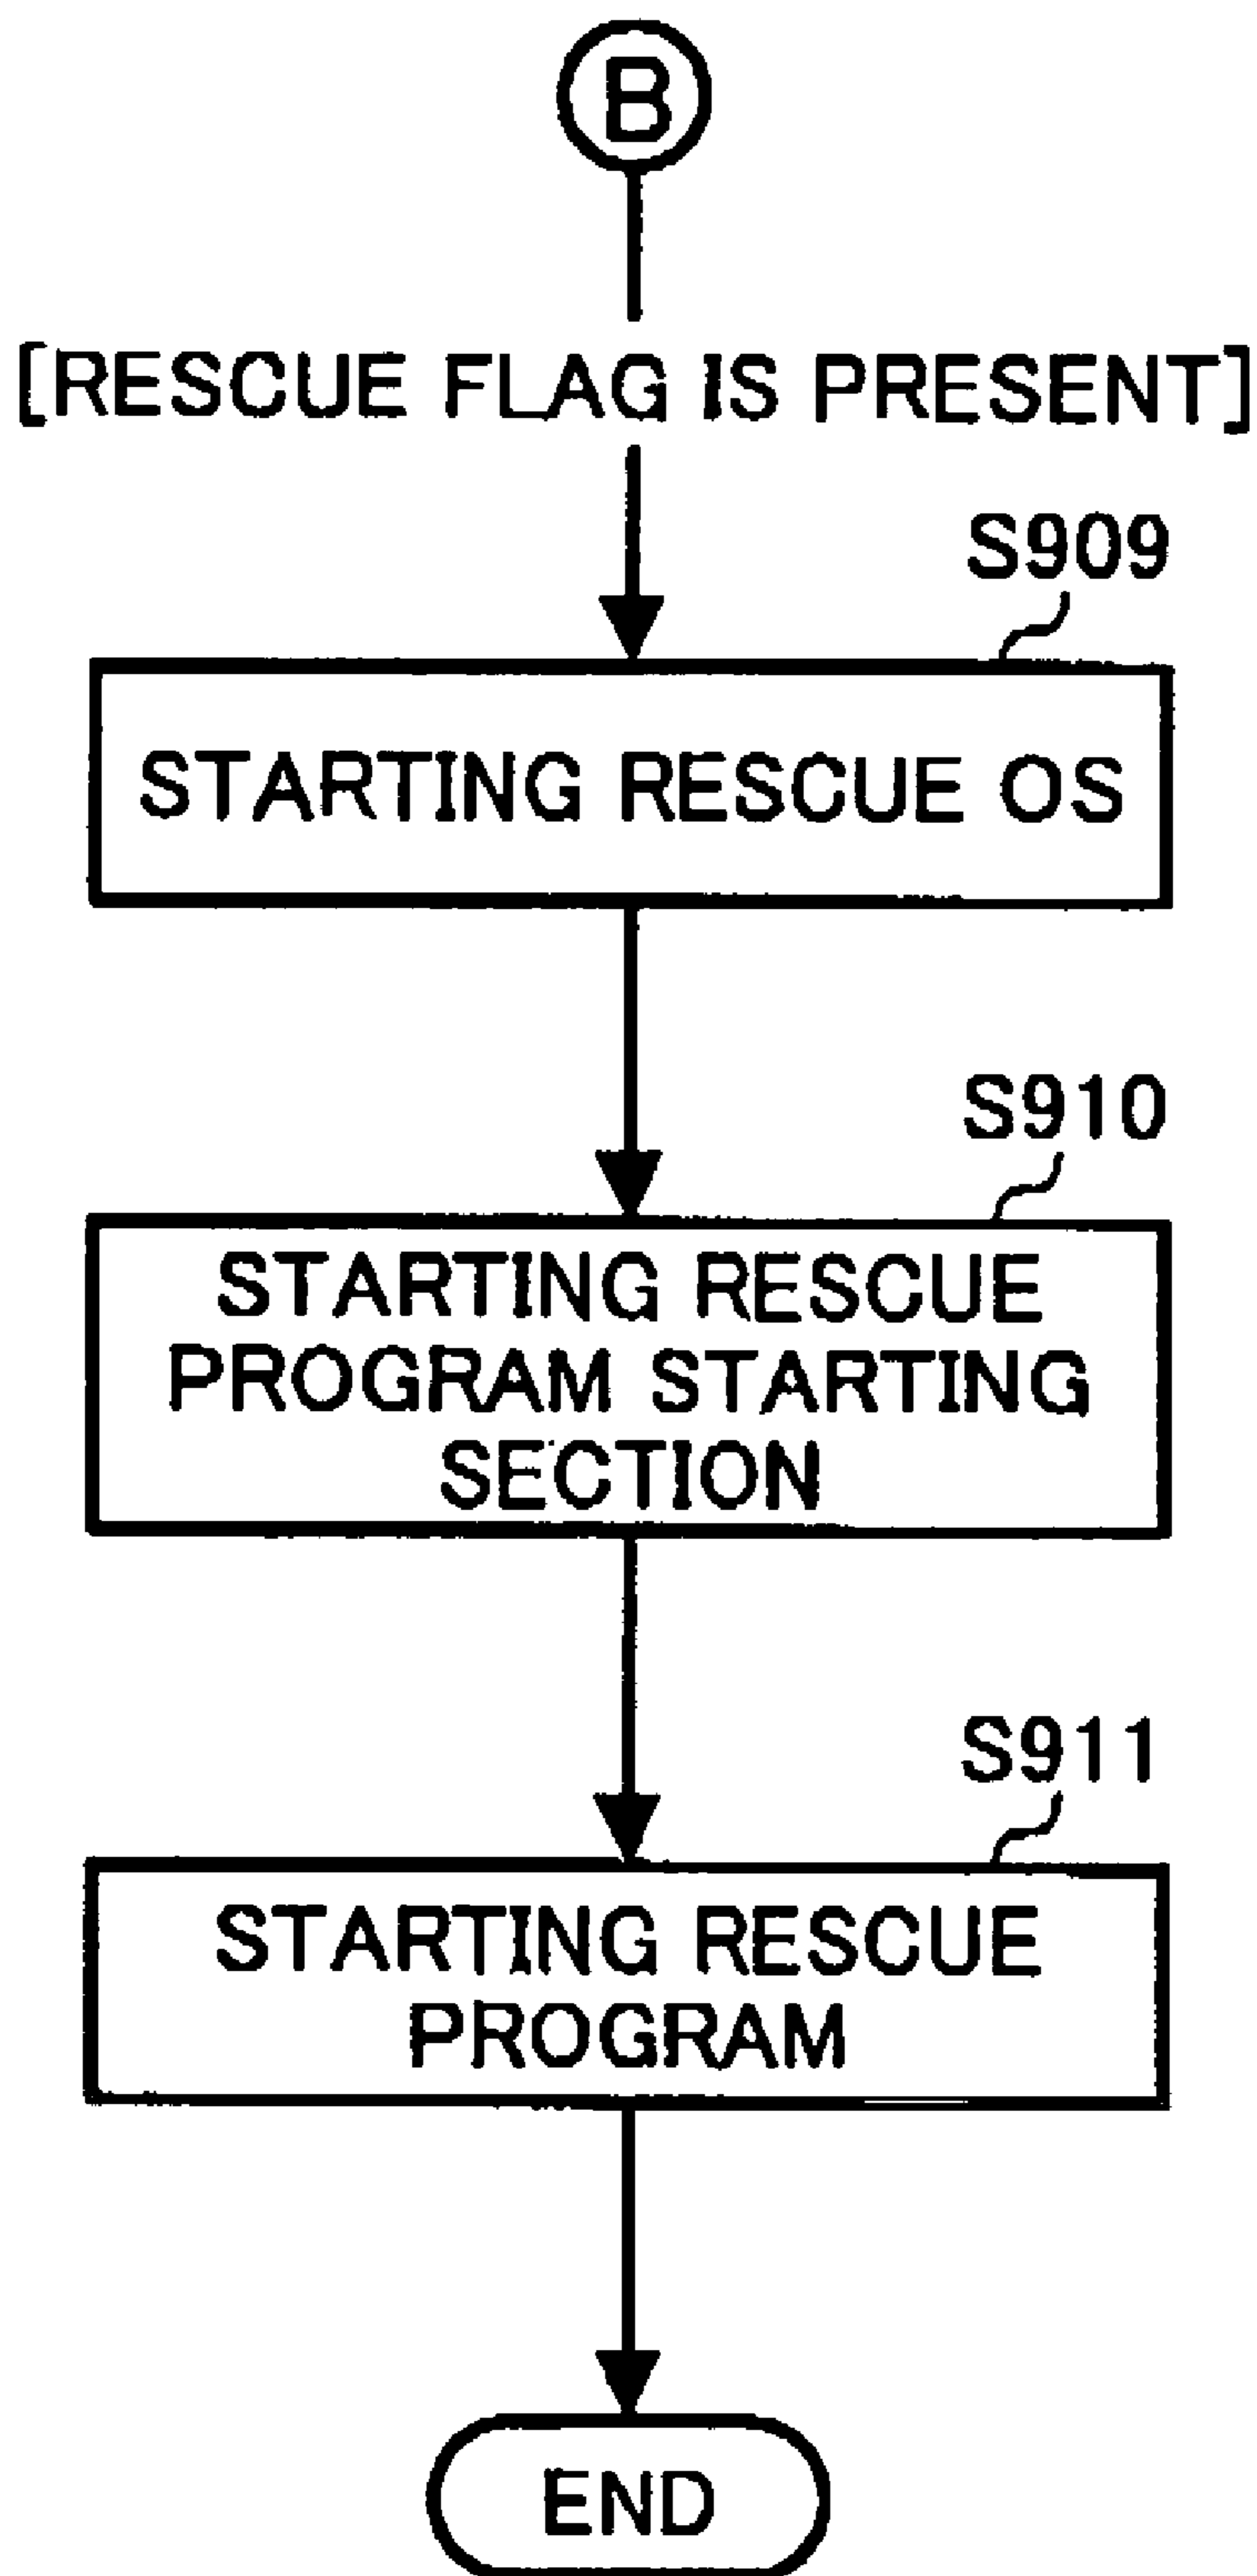 B
[RESCUE FLAG IS PRESENT]
S909
STARTING RESCUE OS
S910
STARTING RESCUE
PROGRAM STARTING
SECTION
S911
STARTING RESCUE
PROGRAM
END